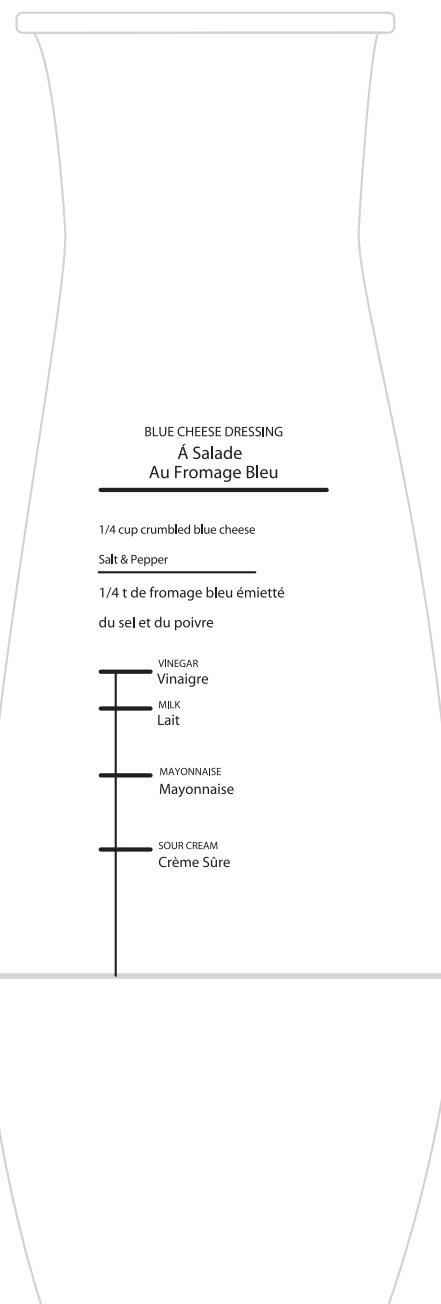 BLUE CHEESE DRESSING
Á Salade
Au Fromage Bleu
1/4 cup crumbled blue cheese
Salt & Pepper
1/4 t de fromage bleu émietté
du sel et du poivre
VINEGAR
Vinaigre
MILK
Lait
MAYONNAISE
Mayonnaise
SOUR CREAM
Crème Sûre